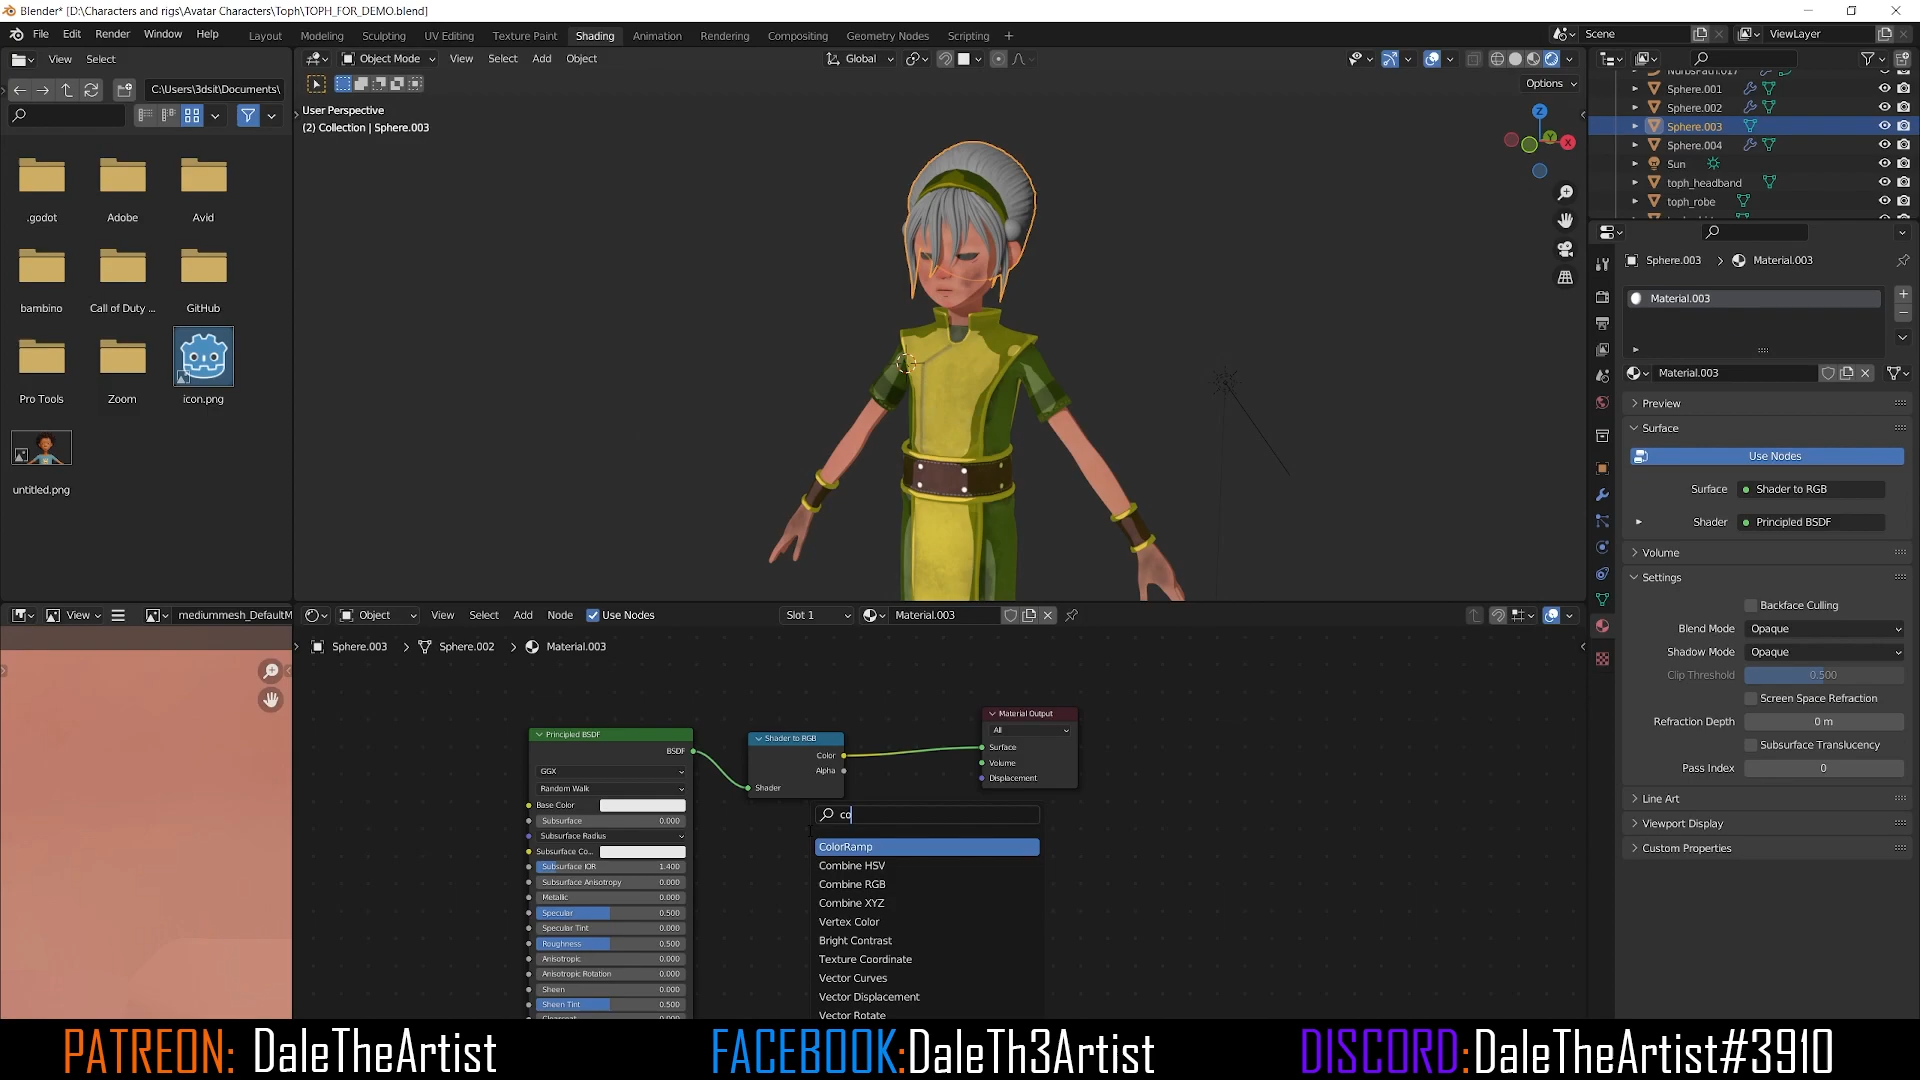 Blender* [D:\Characters and rigs\Avatar Characters\Toph\TOPH_FOR_DEMO.blend]
File Edit Render Window Help Layout Modeling Sculpting UV Editing Texture Paint Shading Animation Rendering Compositing Geometry Nodes Scripting + Scene ViewLayer
View Select Object Mode View Select Add Object Global
C:\Users\3dsit\Documents\ Options
User Perspective
(2) Collection | Sphere.003
NurbsPath.017
Sphere.001
Sphere.002
Sphere.003
Sphere.004
Sun
toph_headband
toph_robe
.godot Adobe Avid
bambino Call of Duty ... GitHub
Pro Tools Zoom icon.png
untitled.png
Z
Y
X
Sphere.003 > Material.003
Material.003
Material.003
Preview
Surface
Use Nodes
Surface Shader to RGB
Shader Principled BSDF
Volume
Settings
Backface Culling
Blend Mode Opaque
Shadow Mode Opaque
Clip Threshold 0.500
Screen Space Refraction
Refraction Depth 0 m
Subsurface Translucency
Pass Index 0
Line Art
Viewport Display
Custom Properties
View mediummesh_DefaultM
Object View Select Add Node Use Nodes Slot 1 Material.003
Sphere.003 > Sphere.002 > Material.003
Principled BSDF
BSDF
GGX
Random Walk
Base Color
Subsurface 0.000
Subsurface Radius
Subsurface Co...
Subsurface IOR 1.400
Subsurface Anisotropy 0.000
Metallic 0.000
Specular 0.500
Specular Tint 0.000
Roughness 0.500
Anisotropic 0.000
Anisotropic Rotation 0.000
Sheen 0.000
Sheen Tint 0.500
Shader to RGB
Color
Alpha
Shader
Material Output
All
Surface
Volume
Displacement
co
ColorRamp
Combine HSV
Combine RGB
Combine XYZ
Vertex Color
Bright Contrast
Texture Coordinate
Vector Curves
Vector Displacement
Vector Rotate
PATREON: DaleTheArtist FACEBOOK:DaleTh3Artist DISCORD:DaleTheArtist#3910